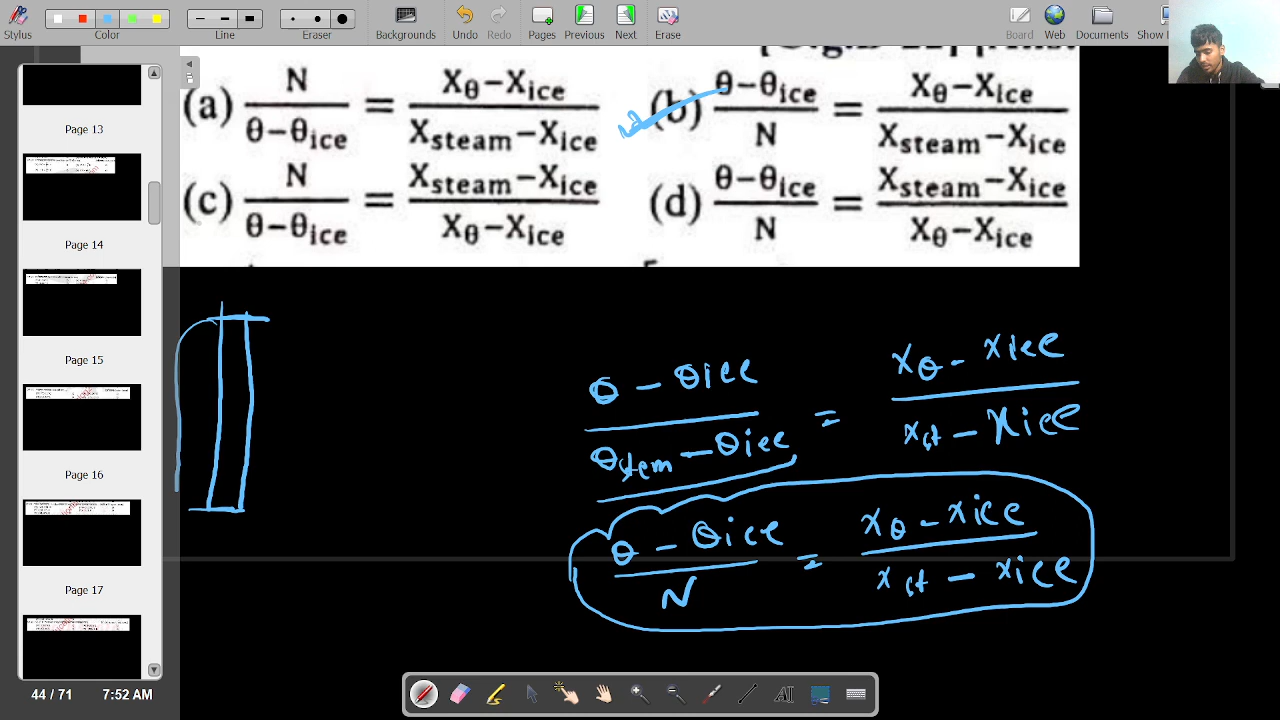 Stylus
Color
Line
Eraser
Backgrounds
Undo
Redo
Pages
Previous
Next
Erase
Board
Web
Documents
Page 13
Page 14
Page 15
Page 16
Page 17
44 / 71
7:52 AM
(a) N / θ−θice = Xθ−Xice / Xsteam−Xice
(b) θ−θice / N = Xθ−Xice / Xsteam−Xice
(c) N / θ−θice = Xsteam−Xice / Xθ−Xice
(d) θ−θice / N = Xsteam−Xice / Xθ−Xice
θ − θice / θstem − θice = xθ − xice / xst − xice
θ − θice / N = xθ − xice / xst − xice
AI